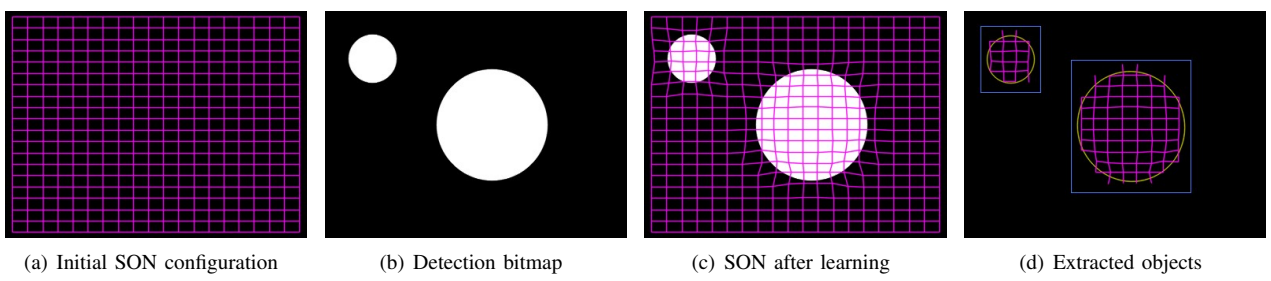 (a) Initial SON configuration
(b) Detection bitmap
(c) SON after learning
(d) Extracted objects